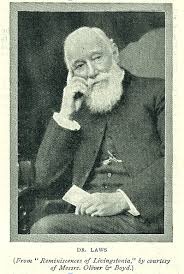 DR. LAWS
(From "Reminiscences of Livingstonia," by courtesy
of Messrs. Oliver & Boyd.)